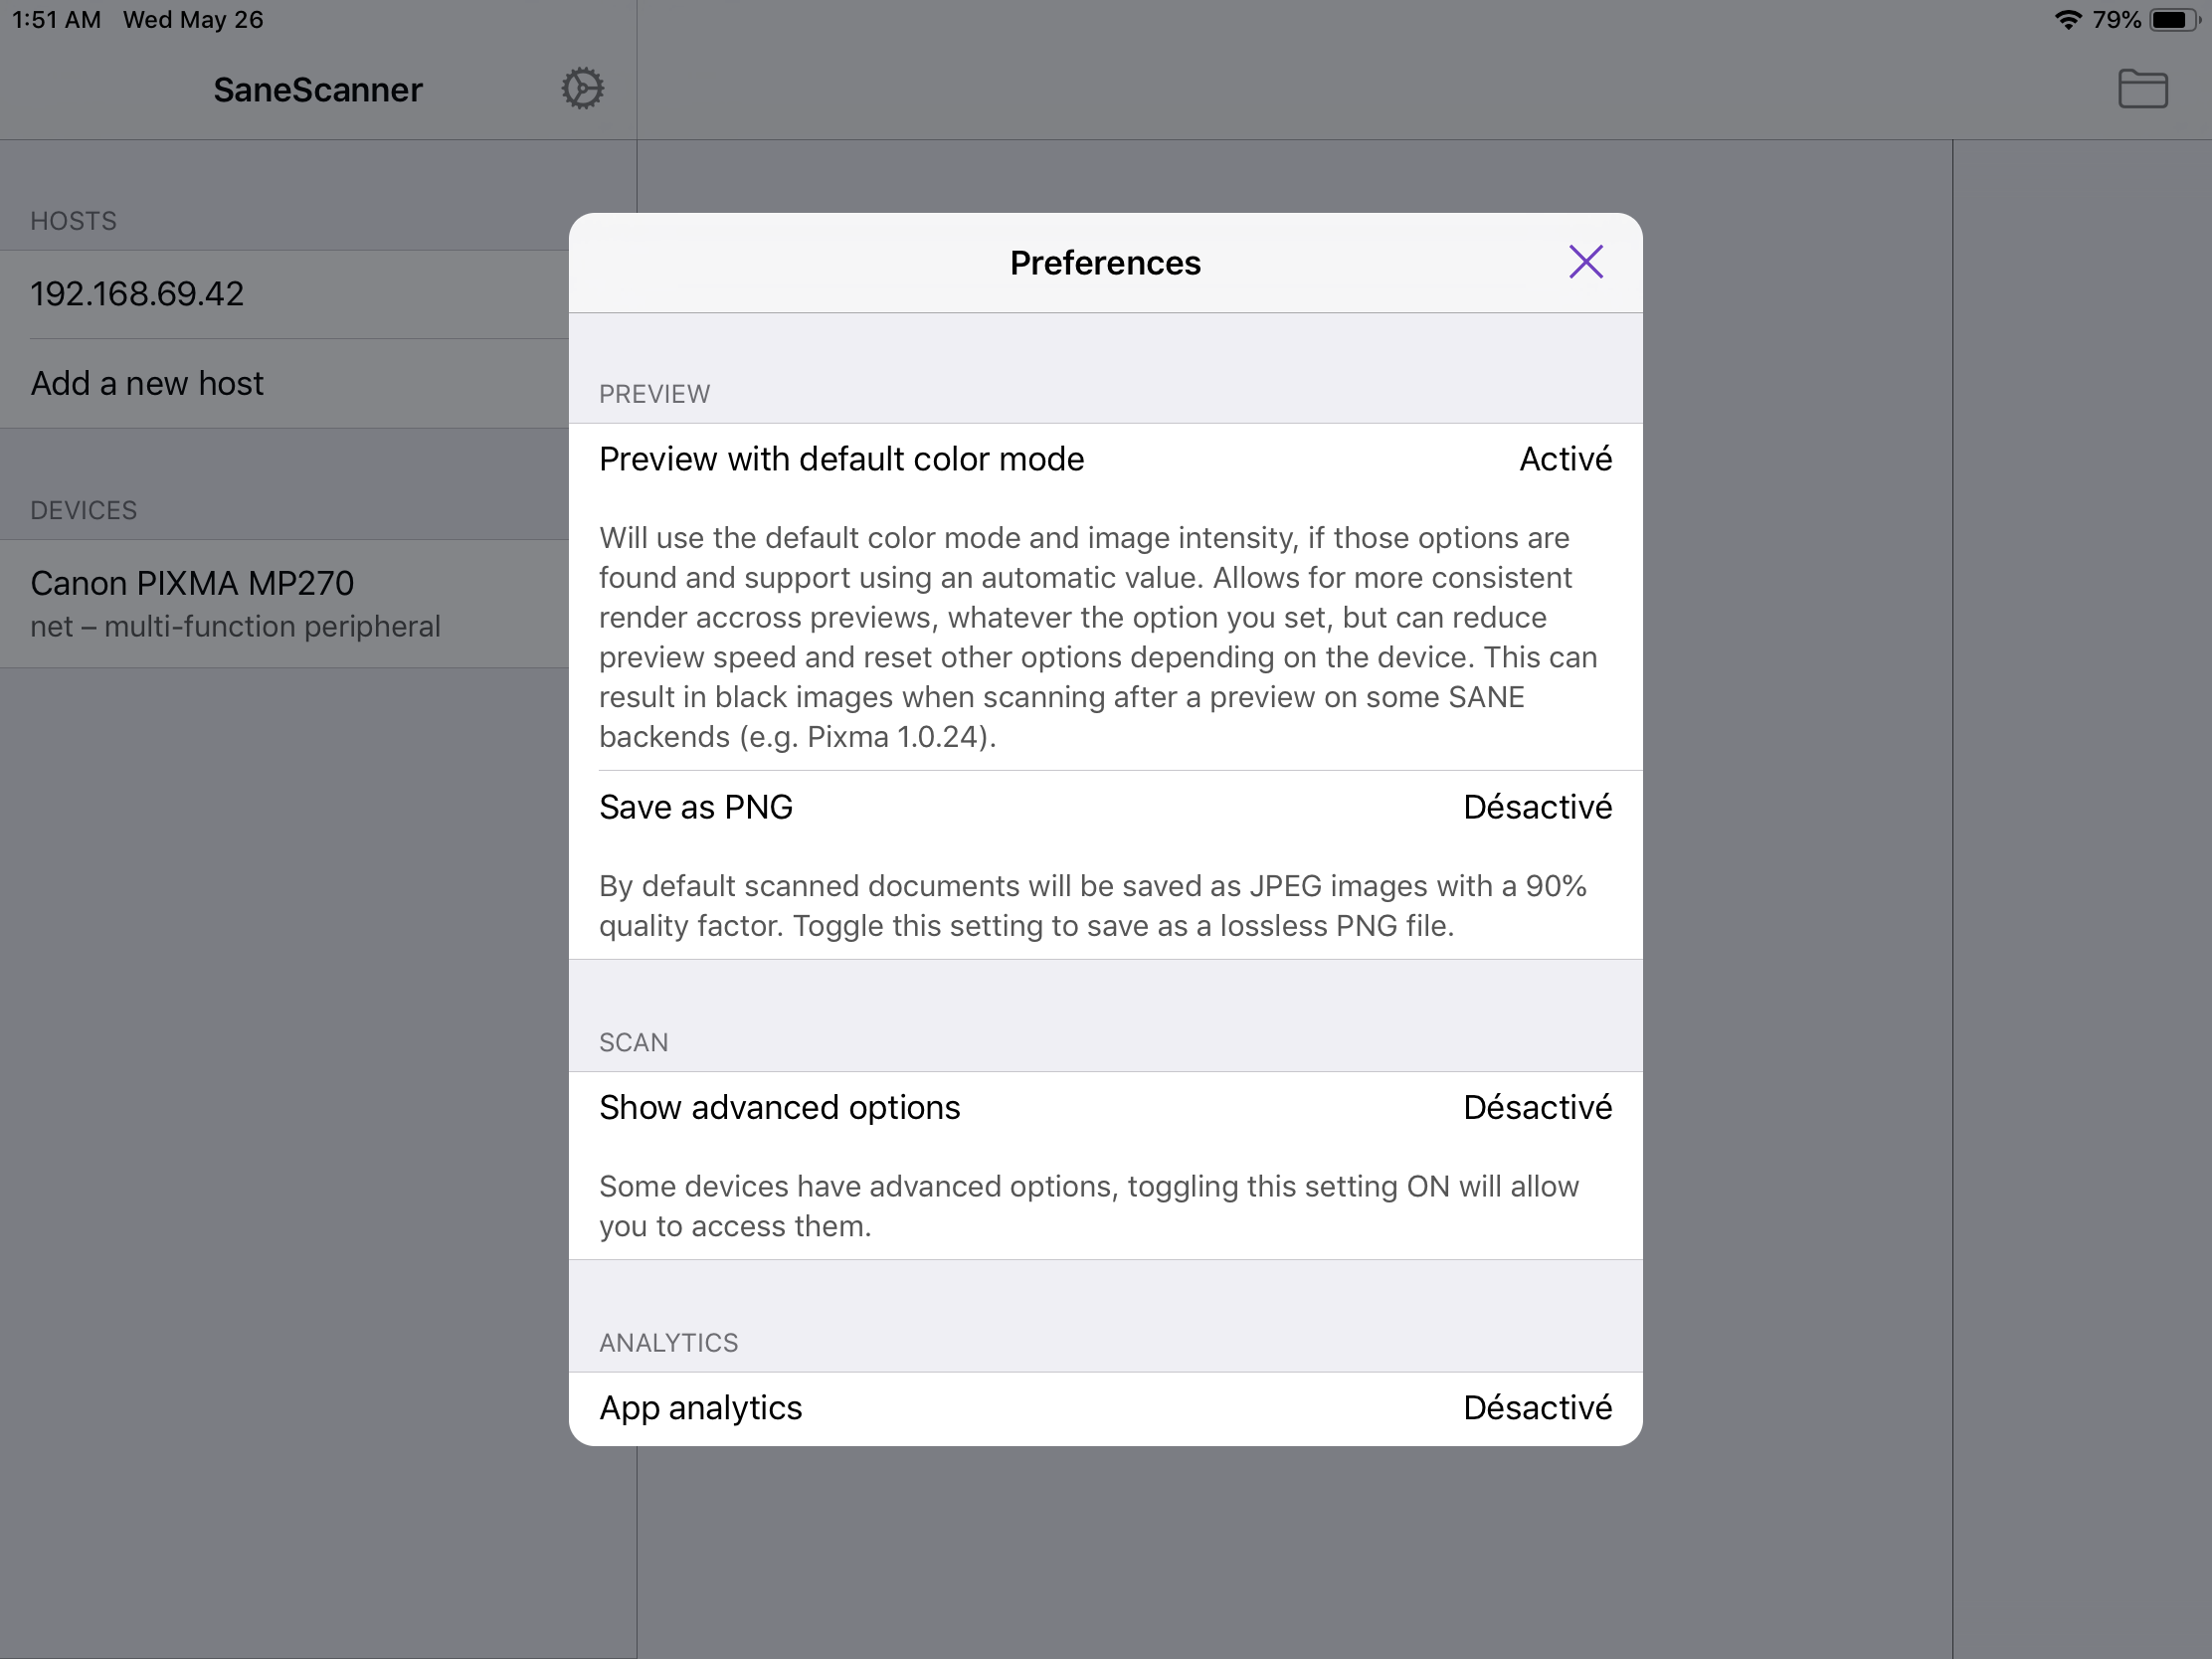 1:51 AM Wed May 26
79%
SaneScanner
HOSTS
192.168.69.42
Add a new host
DEVICES
Canon PIXMA MP270
net – multi-function peripheral
Preferences
PREVIEW
Preview with default color mode Activé
Will use the default color mode and image intensity, if those options are
found and support using an automatic value. Allows for more consistent
render accross previews, whatever the option you set, but can reduce
preview speed and reset other options depending on the device. This can
result in black images when scanning after a preview on some SANE
backends (e.g. Pixma 1.0.24).
Save as PNG Désactivé
By default scanned documents will be saved as JPEG images with a 90%
quality factor. Toggle this setting to save as a lossless PNG file.
SCAN
Show advanced options Désactivé
Some devices have advanced options, toggling this setting ON will allow
you to access them.
ANALYTICS
App analytics Désactivé